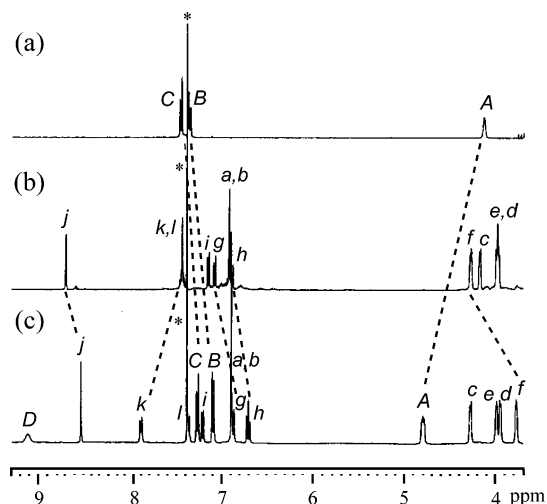 *
(a)
C B A
*
(b)
a,b
j
k,l
i g
h
f c
e,d
*
(c)
j
D
k
l
C i B
a,b
g h
A
c e d f
9 8 7 6 5 4 ppm